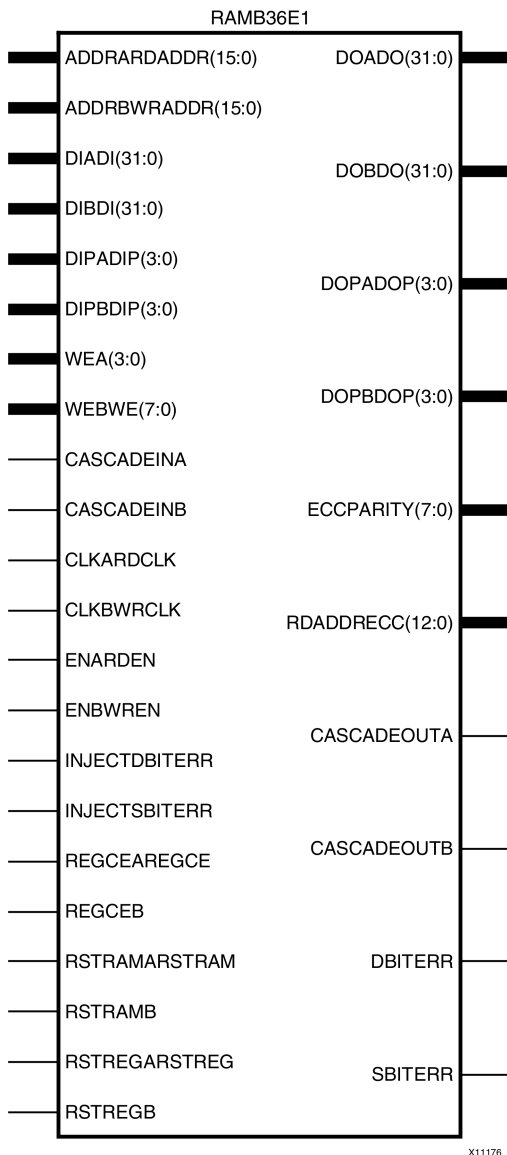 RAMB36E1
ADDRARDADDR(15:0)
ADDRBWRADDR(15:0)
DIADI(31:0)
DIBDI(31:0)
DIPADIP(3:0)
DIPBDIP(3:0)
WEA(3:0)
WEBWE(7:0)
CASCADEINA
CASCADEINB
CLKARDCLK
CLKBWRCLK
ENARDEN
ENBWREN
INJECTDBITERR
INJECTSBITERR
REGCEAREGCE
REGCEB
RSTRAMARSTRAM
RSTRAMB
RSTREGARSTREG
RSTREGB
DOADO(31:0)
DOBDO(31:0)
DOPADOP(3:0)
DOPBDOP(3:0)
ECCPARITY(7:0)
RDADDRECC(12:0)
CASCADEOUTA
CASCADEOUTB
DBITERR
SBITERR
X11176